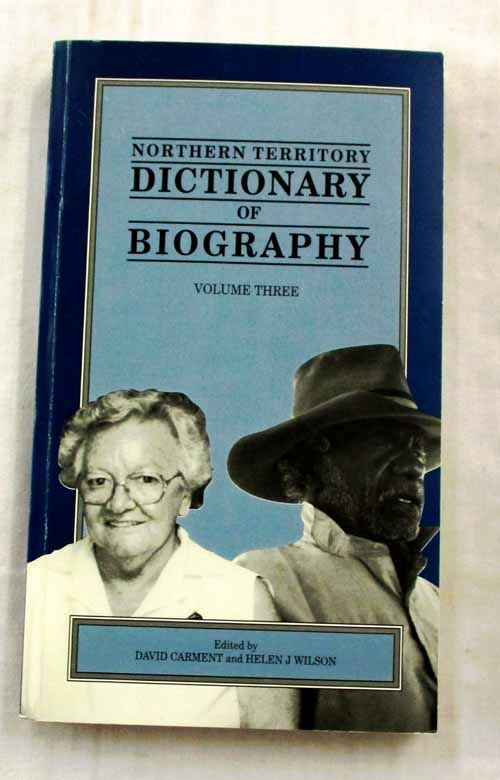 NORTHERN TERRITORY
DICTIONARY
OF
BIOGRAPHY
VOLUME THREE
Edited by
DAVID CARMENT and HELEN J WILSON